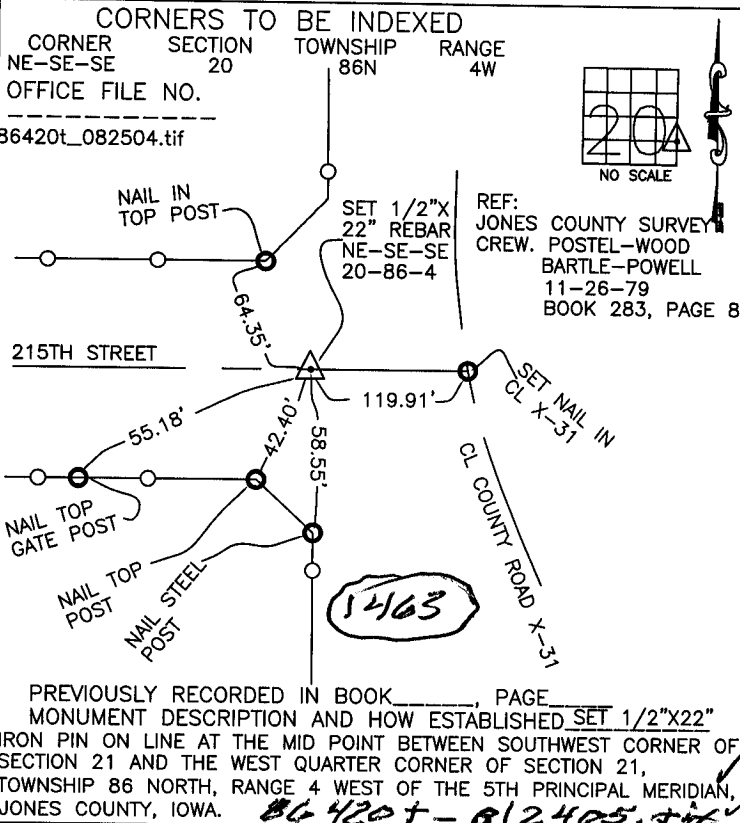 CORNERS TO BE INDEXED
CORNER SECTION TOWNSHIP RANGE
NE-SE-SE 20 86N 4W
OFFICE FILE NO.
86420t_082504.tif
20
NO SCALE
NAIL IN
TOP POST
SET 1/2"X
22" REBAR
NE-SE-SE
20-86-4
REF:
JONES COUNTY SURVEY
CREW. POSTEL-WOOD
BARTLE-POWELL
11-26-79
BOOK 283, PAGE 8
64.35'
215TH STREET
119.91'
SET NAIL IN
CL X-31
55.18'
42.40'
58.55'
CL COUNTY ROAD X-31
NAIL TOP
GATE POST
NAIL TOP
POST
NAIL STEEL
POST
1463
PREVIOUSLY RECORDED IN BOOK______, PAGE_____
MONUMENT DESCRIPTION AND HOW ESTABLISHED SET 1/2"X22"
IRON PIN ON LINE AT THE MID POINT BETWEEN SOUTHWEST CORNER OF
SECTION 21 AND THE WEST QUARTER CORNER OF SECTION 21,
TOWNSHIP 86 NORTH, RANGE 4 WEST OF THE 5TH PRINCIPAL MERIDIAN,
JONES COUNTY, IOWA.